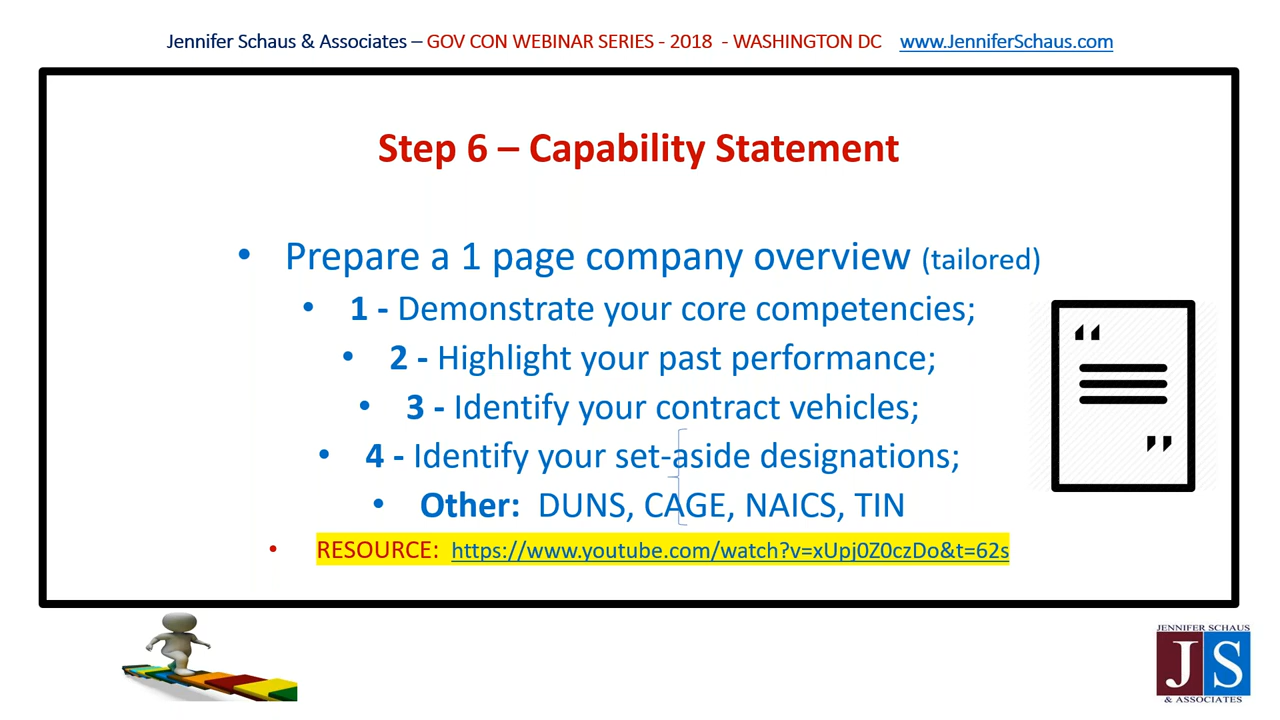 Jennifer Schaus & Associates – GOV CON WEBINAR SERIES - 2018 - WASHINGTON DC www.JenniferSchaus.com
Step 6 – Capability Statement
• Prepare a 1 page company overview (tailored)
• 1 - Demonstrate your core competencies;
• 2 - Highlight your past performance;
• 3 - Identify your contract vehicles;
• 4 - Identify your set-aside designations;
• Other: DUNS, CAGE, NAICS, TIN
• RESOURCE: https://www.youtube.com/watch?v=xUpj0Z0czDo&t=62s
JENNIFER SCHAUS
JS
& ASSOCIATES